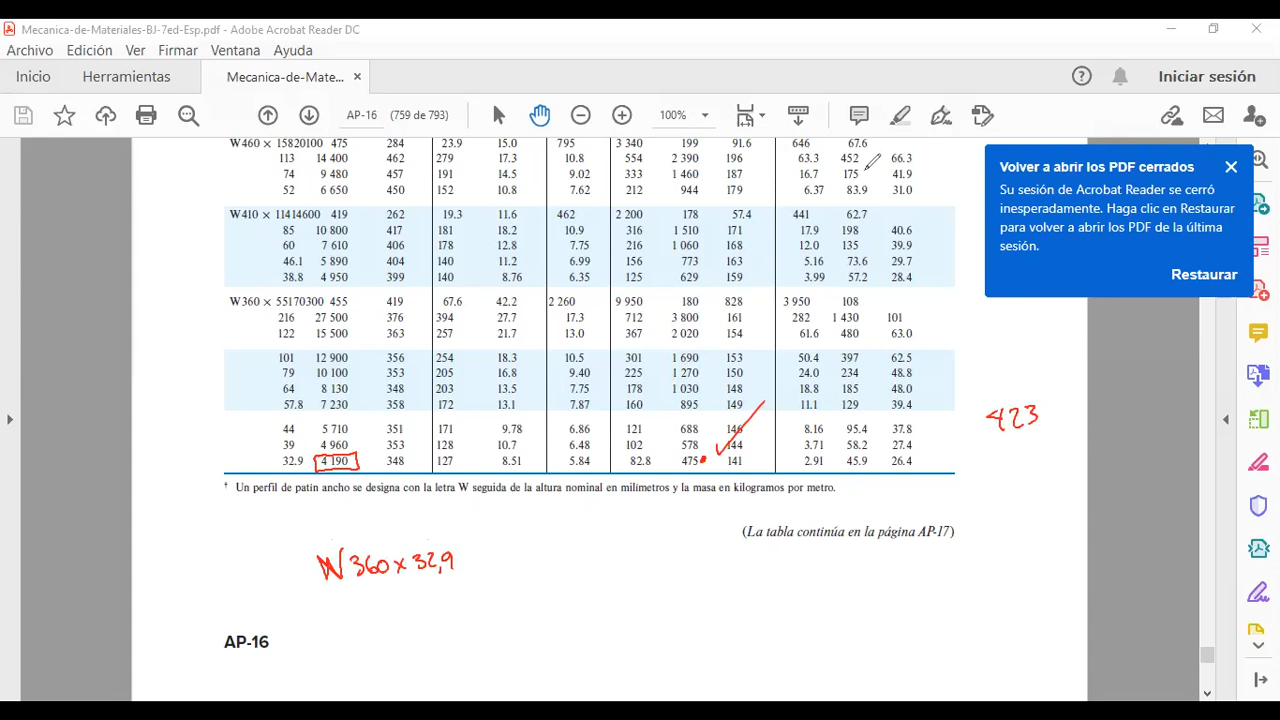 Mecanica-de-Materiales-BJ-7ed-Esp.pdf - Adobe Acrobat Reader DC
Archivo Edición Ver Firmar Ventana Ayuda
Inicio Herramientas Mecanica-de-Mate... × Iniciar sesión
AP-16 (759 de 793) 100%
W460 × 15820100 475 284 23.9 15.0 795 3 340 199 91.6 646 67.6
113 14 400 462 279 17.3 10.8 554 2 390 196 63.3 452 66.3
74 9 480 457 191 14.5 9.02 333 1 460 187 16.7 175 41.9
52 6 650 450 152 10.8 7.62 212 944 179 6.37 83.9 31.0
W410 × 11414600 419 262 19.3 11.6 462 2 200 178 57.4 441 62.7
85 10 800 417 181 18.2 10.9 316 1 510 171 17.9 198 40.6
60 7 610 406 178 12.8 7.75 216 1 060 168 12.0 135 39.9
46.1 5 890 404 140 11.2 6.99 156 773 163 5.16 73.6 29.7
38.8 4 950 399 140 8.76 6.35 125 629 159 3.99 57.2 28.4
W360 × 55170300 455 419 67.6 42.2 2 260 9 950 180 828 3 950 108
216 27 500 376 394 27.7 17.3 712 3 800 161 282 1 430 101
122 15 500 363 257 21.7 13.0 367 2 020 154 61.6 480 63.0
101 12 900 356 254 18.3 10.5 301 1 690 153 50.4 397 62.5
79 10 100 353 205 16.8 9.40 225 1 270 150 24.0 234 48.8
64 8 130 348 203 13.5 7.75 178 1 030 148 18.8 185 48.0
57.8 7 230 358 172 13.1 7.87 160 895 149 11.1 129 39.4
44 5 710 351 171 9.78 6.86 121 688 146 8.16 95.4 37.8
39 4 960 353 128 10.7 6.48 102 578 144 3.71 58.2 27.4
32.9 4 190 348 127 8.51 5.84 82.8 475 141 2.91 45.9 26.4
† Un perfil de patin ancho se designa con la letra W seguida de la altura nominal en milímetros y la masa en kilogramos por metro.
(La tabla continúa en la página AP-17)
W360x32,9
AP-16
423
Volver a abrir los PDF cerrados
Su sesión de Acrobat Reader se cerró
inesperadamente. Haga clic en Restaurar
para volver a abrir los PDF de la última
sesión.
Restaurar